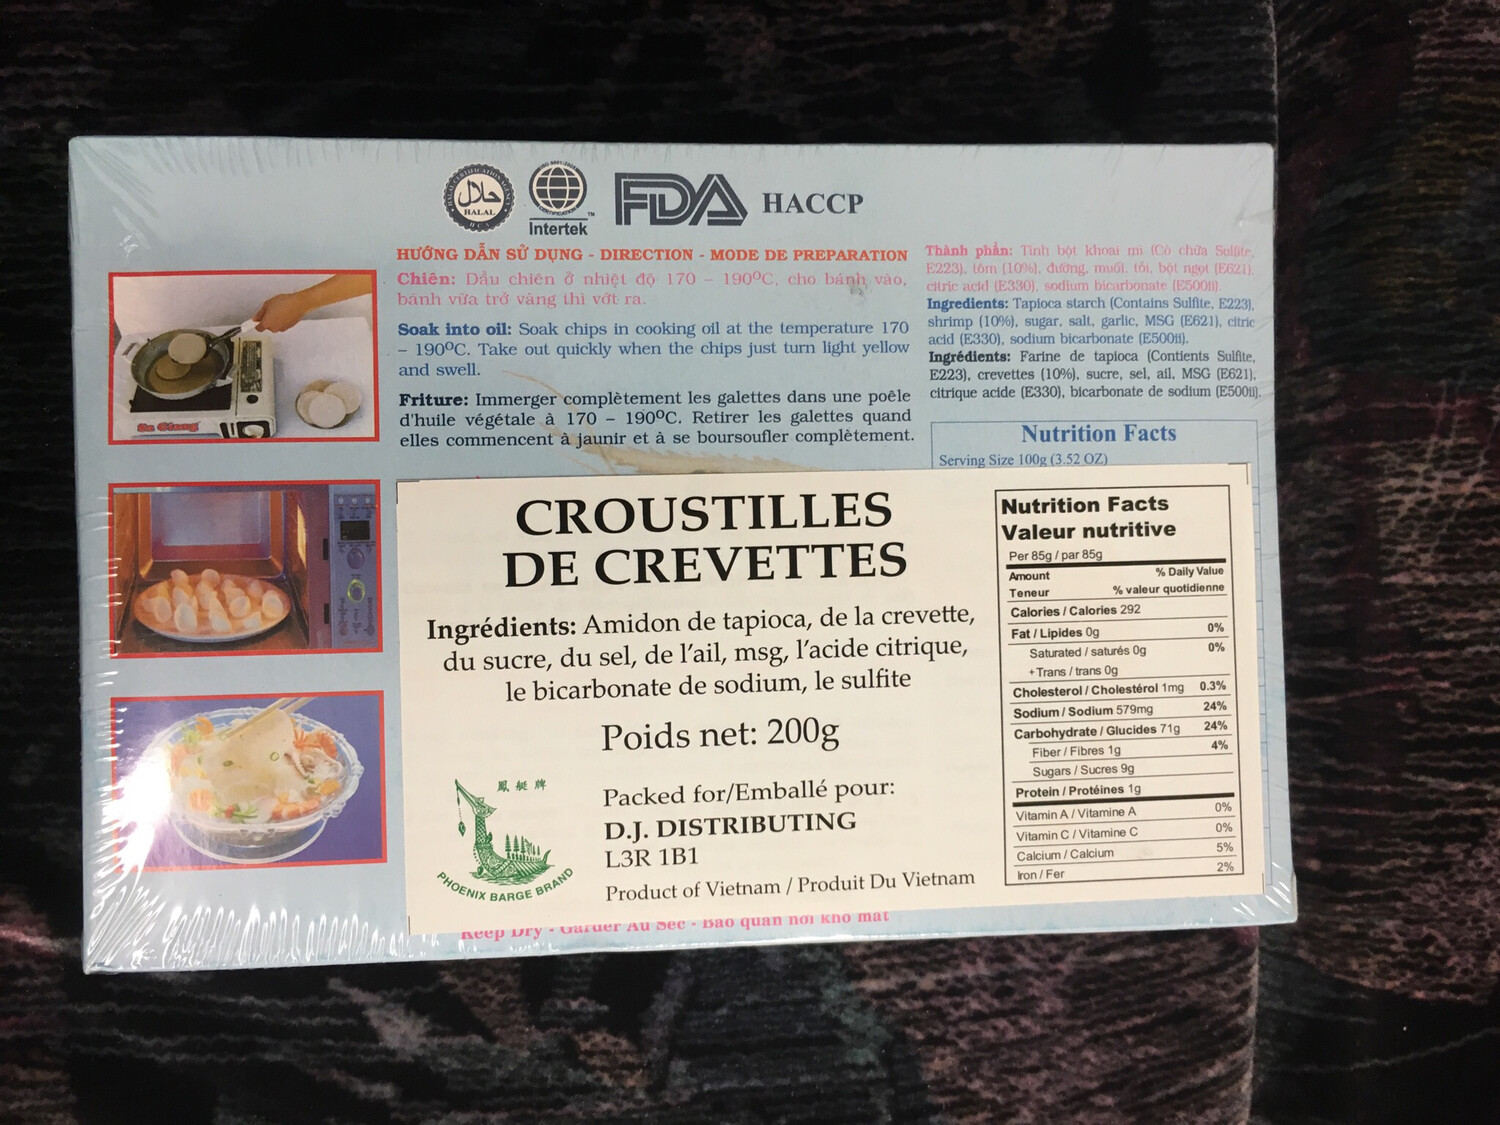 حلال
HALAL
Intertek
FDA HACCP
HƯỚNG DẪN SỬ DỤNG - DIRECTION - MODE DE PREPARATION
Chiên: Dầu chiên ở nhiệt độ 170 – 190ºC, cho bánh vào,
bánh vừa trở vàng thì vớt ra.
Soak into oil: Soak chips in cooking oil at the temperature 170
– 190ºC. Take out quickly when the chips just turn light yellow
and swell.
Friture: Immerger complètement les galettes dans une poêle
d'huile végétale à 170 – 190ºC. Retirer les galettes quand
elles commencent à jaunir et à se boursoufler complètement.
Thành phần: Tinh bột khoai mì (Có chứa Sulfite,
E223), tôm (10%), đường, muối, tỏi, bột ngọt (E621),
citric acid (E330), sodium bicarbonate (E500ii).
Ingredients: Tapioca starch (Contains Sulfite, E223),
shrimp (10%), sugar, salt, garlic, MSG (E621), citric
acid (E330), sodium bicarbonate (E500ii).
Ingrédients: Farine de tapioca (Contients Sulfite,
E223), crevettes (10%), sucre, sel, ail, MSG (E621),
citrique acide (E330), bicarbonate de sodium (E500ii).
Nutrition Facts
Serving Size 100g (3.52 OZ)
Sa Giang
CROUSTILLES
DE CREVETTES
Ingrédients: Amidon de tapioca, de la crevette,
du sucre, du sel, de l'ail, msg, l'acide citrique,
le bicarbonate de sodium, le sulfite
Poids net: 200g
鳳艇牌
PHOENIX BARGE BRAND
Packed for/Emballé pour:
D.J. DISTRIBUTING
L3R 1B1
Product of Vietnam / Produit Du Vietnam
Nutrition Facts
Valeur nutritive
Per 85g / par 85g
Amount % Daily Value
Teneur % valeur quotidienne
Calories / Calories 292
Fat / Lipides 0g 0%
Saturated / saturés 0g 0%
+Trans / trans 0g
Cholesterol / Cholestérol 1mg 0.3%
Sodium / Sodium 579mg 24%
Carbohydrate / Glucides 71g 24%
Fiber / Fibres 1g 4%
Sugars / Sucres 9g
Protein / Protéines 1g
Vitamin A / Vitamine A 0%
Vitamin C / Vitamine C 0%
Calcium / Calcium 5%
Iron / Fer 2%
Keep Dry - Garder Au Sec - Bảo quản nơi khô mát